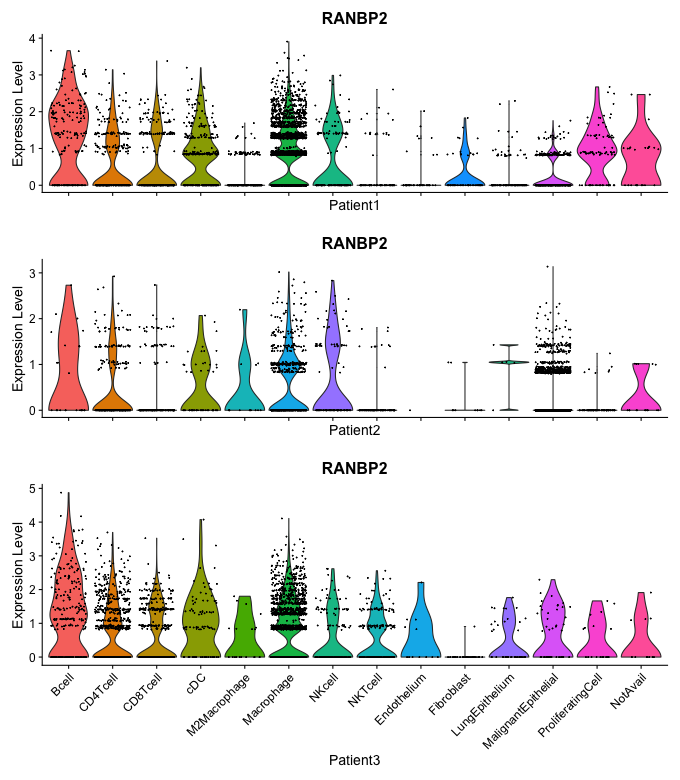 RANBP2
Expression Level
4
3
2
1
0
Patient1
RANBP2
Expression Level
3
2
1
0
Patient2
RANBP2
Expression Level
5
4
3
2
1
0
Bcell
CD4Tcell
CD8Tcell
cDC
M2Macrophage
Macrophage
NKcell
NKTcell
Endothelium
Fibroblast
LungEpithelium
MalignantEpithelial
ProliferatingCell
NotAvail
Patient3